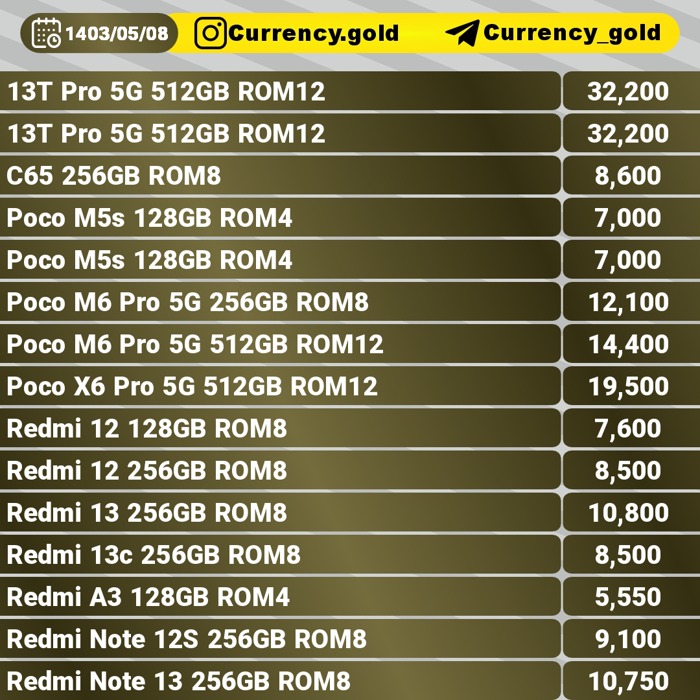 1403/05/08 Currency.gold Currency_gold
13T Pro 5G 512GB ROM12 32,200
13T Pro 5G 512GB ROM12 32,200
C65 256GB ROM8 8,600
Poco M5s 128GB ROM4 7,000
Poco M5s 128GB ROM4 7,000
Poco M6 Pro 5G 256GB ROM8 12,100
Poco M6 Pro 5G 512GB ROM12 14,400
Poco X6 Pro 5G 512GB ROM12 19,500
Redmi 12 128GB ROM8 7,600
Redmi 12 256GB ROM8 8,500
Redmi 13 256GB ROM8 10,800
Redmi 13c 256GB ROM8 8,500
Redmi A3 128GB ROM4 5,550
Redmi Note 12S 256GB ROM8 9,100
Redmi Note 13 256GB ROM8 10,750